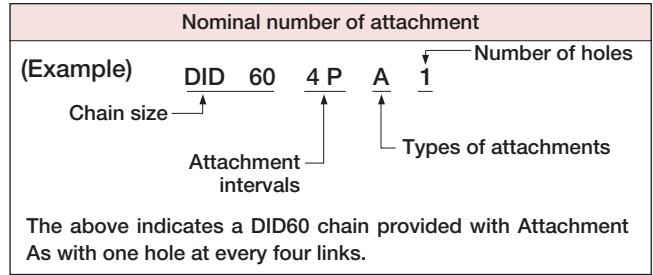 Nominal number of attachment
Number of holes
(Example) DID 60 4 P A 1
Chain size
Types of attachments
Attachment
intervals
The above indicates a DID60 chain provided with Attachment
As with one hole at every four links.